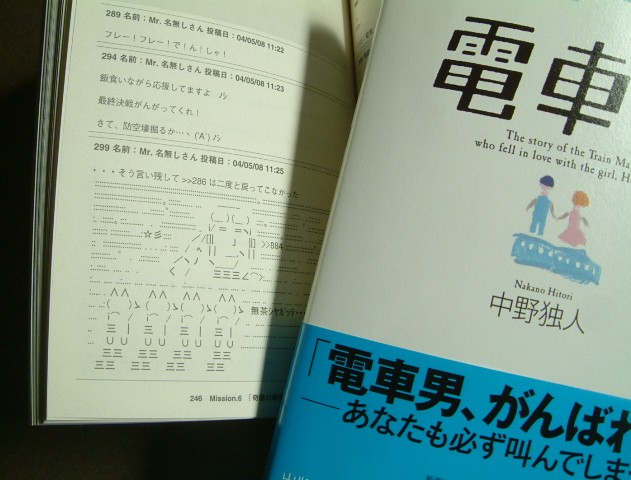 289 名前：Mr. 名無しさん 投稿日：04/05/08 11:22
フレー！フレー！で！ん！しゃ！
294 名前：Mr. 名無しさん 投稿日：04/05/08 11:23
飯食いながら応援してますよ ﾉｼ
最終決戦がんがってくれ！
さて、防空壕掘るか…ヽ('A`)ﾉｼ
299 名前：Mr. 名無しさん 投稿日：04/05/08 11:25
・・・そう言い残して>>286 は二度と戻ってこなかった
>>884
無茶ｼﾔｶﾞｯﾃ・・
246 Mission.6
電車
The story of the Train Ma
who fell in love with the girl, H
Nakano Hitori
中野独人
「電車男、がんばれ
——あなたも必ず叫んでしま